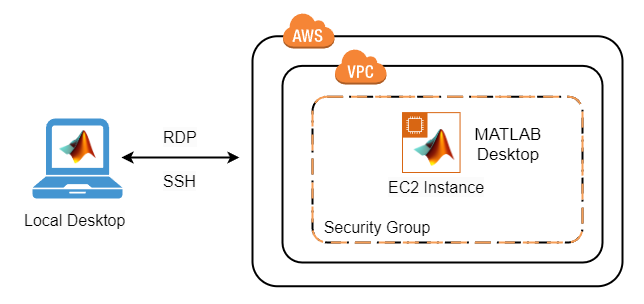 AWS
VPC
RDP
SSH
Local Desktop
MATLAB
Desktop
EC2 Instance
Security Group